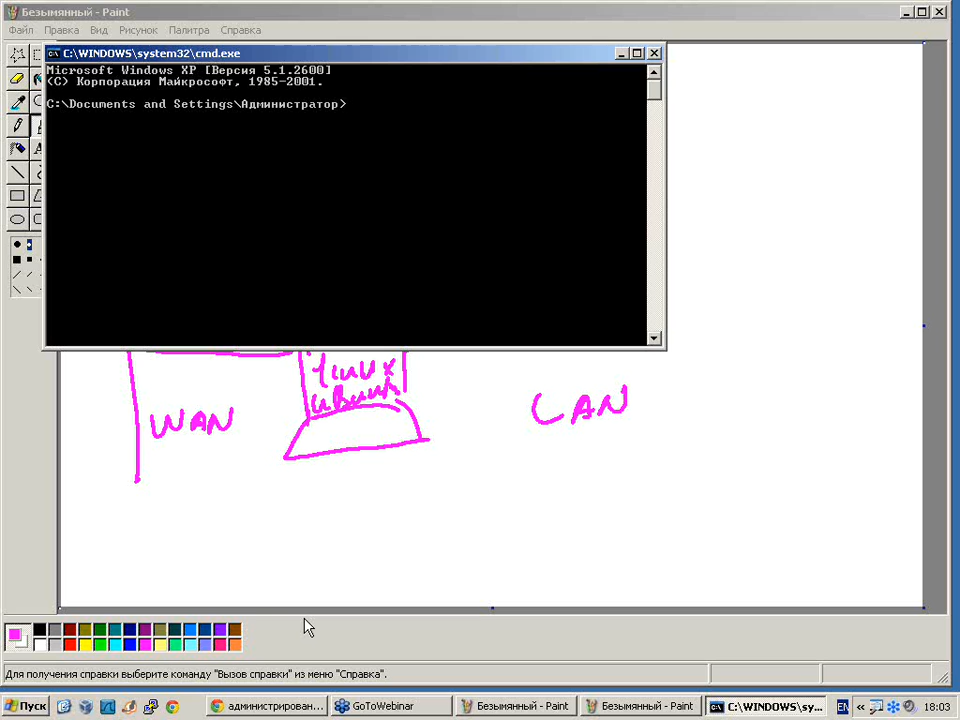 Безымянный - Paint
Файл Правка Вид Рисунок Палитра Справка
C:\WINDOWS\system32\cmd.exe
Microsoft Windows XP [Версия 5.1.2600]
(C) Корпорация Майкрософт, 1985-2001.
C:\Documents and Settings\Администратор>
linux
WAN
LAN
Для получения справки выберите команду "Вызов справки" из меню "Справка".
Пуск администрирован... GoToWebinar Безымянный - Paint Безымянный - Paint C:\WINDOWS\sy... EN 18:03